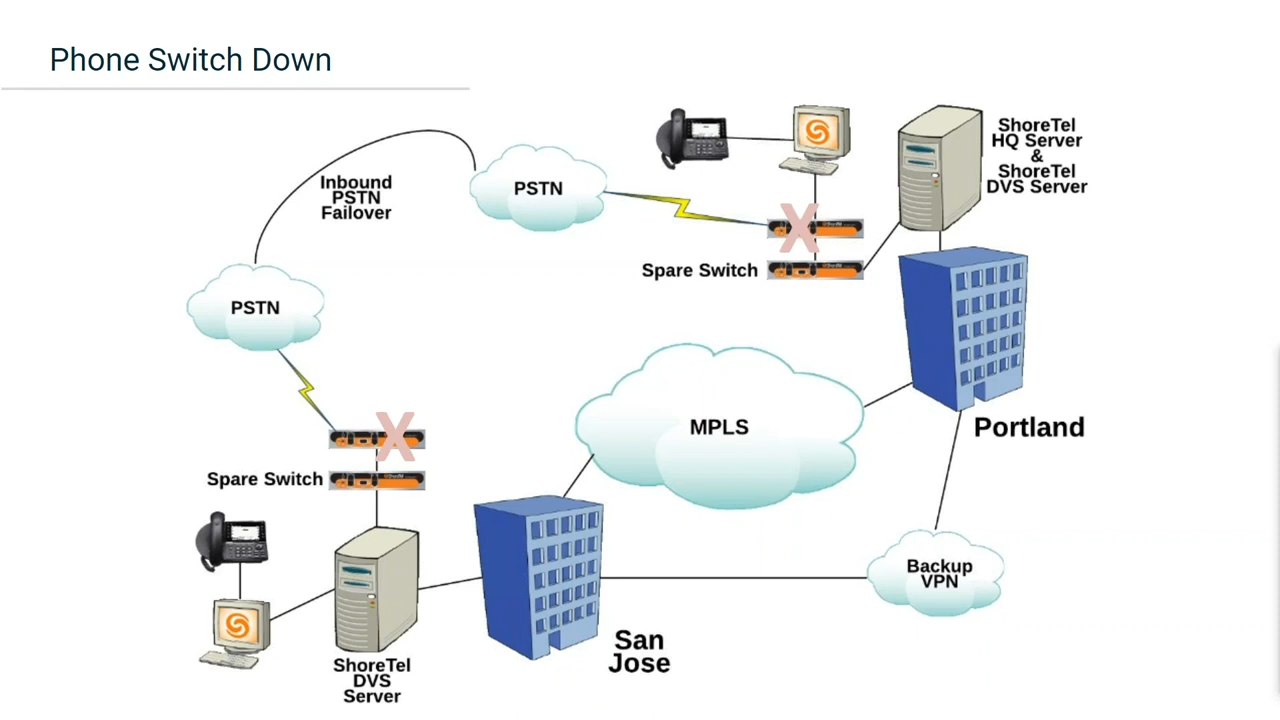 Phone Switch Down
ShoreTel
HQ Server
&
ShoreTel
DVS Server
Inbound
PSTN
Failover
PSTN
X
Spare Switch
PSTN
MPLS
Portland
X
Spare Switch
Backup
VPN
San
Jose
ShoreTel
DVS
Server